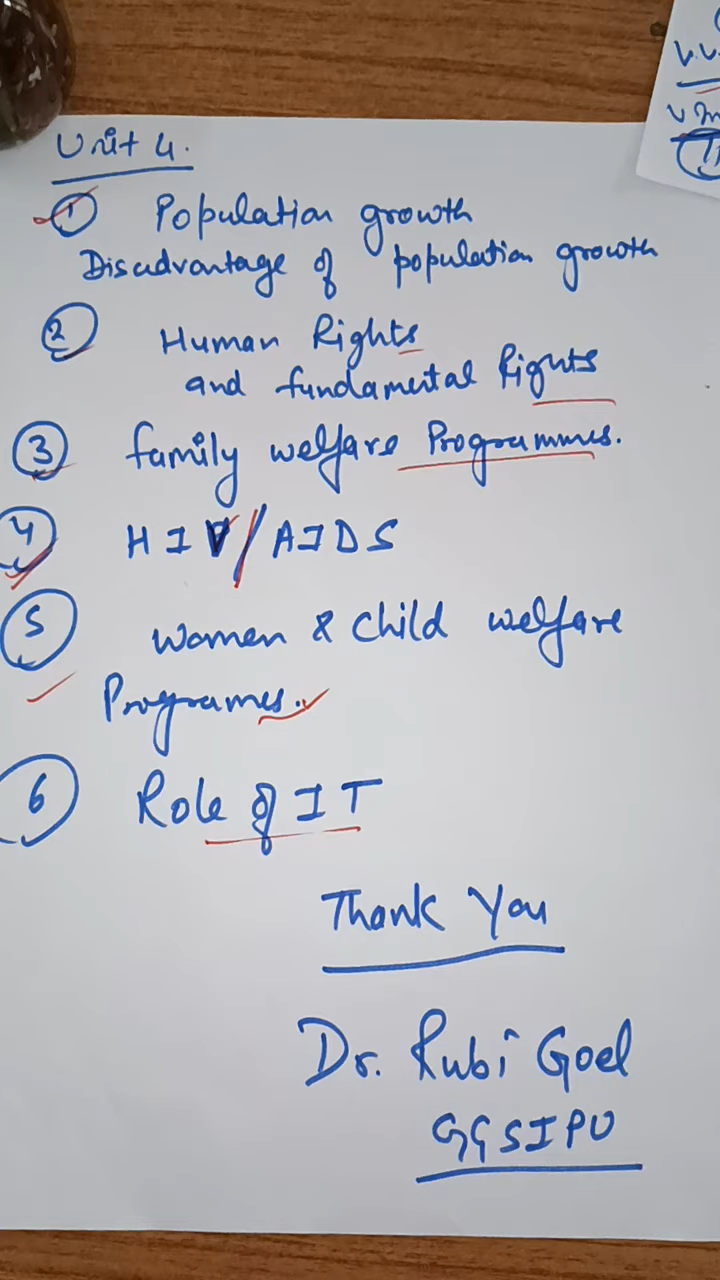 Unit 4.
① Population growth
Disadvantage of population growth
② Human Rights
and fundamental Rights
③ family welfare Programmes.
④ HIV/AIDS
⑤ women & child welfare
Programes.
⑥ Role of IT
Thank You
Dr. Rubi Goel
GGSIPU